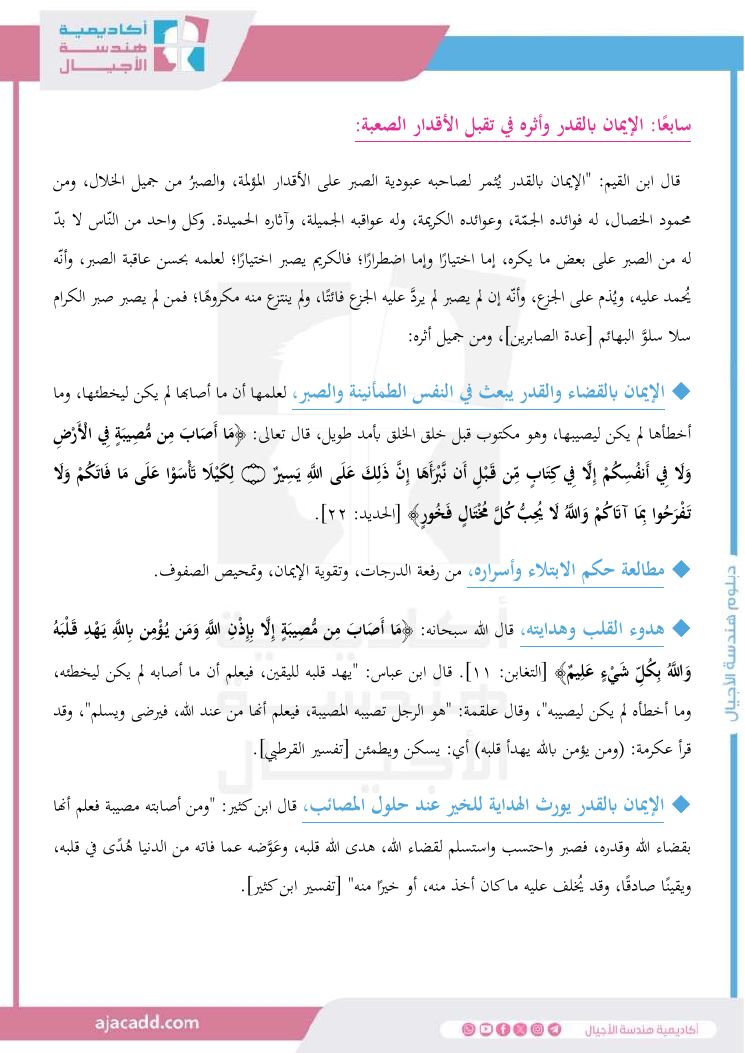 أكاديمية
هندسة
الأجيال
سابعًا: الإيمان بالقدر وأثره في تقبل الأقدار الصعبة:
قال ابن القيم: "الإيمان بالقدر يُثمر لصاحبه عبودية الصبر على الأقدار المؤلمة، والصبرُ من جميل الخلال، ومن
محمود الخصال، له فوائده الجمّة، وعوائده الكريمة، وله عواقبه الجميلة، وآثاره الحميدة. وكل واحد من النّاس لا بدّ
له من الصبر على بعض ما يكره، إما اختيارًا وإما اضطرارًا؛ فالكريم يصبر اختيارًا؛ لعلمه بحسن عاقبة الصبر، وأنّه
يُحمد عليه، ويُذم على الجزع، وأنّه إن لم يصبر لم يردَّ عليه الجزع فائتًا، ولم ينتزع منه مكروهًا؛ فمن لم يصبر صبر الكرام
سلا سلوَّ البهائم [عدة الصابرين]، ومن جميل أثره:
◆ الإيمان بالقضاء والقدر يبعث في النفس الطمأنينة والصبر، لعلمها أن ما أصابها لم يكن ليخطئها، وما
أخطأها لم يكن ليصيبها، وهو مكتوب قبل خلق الخلق بأمد طويل، قال تعالى: ﴿مَا أَصَابَ مِن مُّصِيبَةٍ فِي الْأَرْضِ
وَلَا فِي أَنفُسِكُمْ إِلَّا فِي كِتَابٍ مِّن قَبْلِ أَن نَّبْرَأَهَا إِنَّ ذَلِكَ عَلَى اللَّهِ يَسِيرٌ ۝ لِكَيْلَا تَأْسَوْا عَلَى مَا فَاتَكُمْ وَلَا
تَفْرَحُوا بِمَا آتَاكُمْ وَاللَّهُ لَا يُحِبُّ كُلَّ مُخْتَالٍ فَخُورٍ﴾ [الحديد: ٢٢].
◆ مطالعة حكم الابتلاء وأسراره، من رفعة الدرجات، وتقوية الإيمان، وتمحيص الصفوف.
◆ هدوء القلب وهدايته، قال الله سبحانه: ﴿مَا أَصَابَ مِن مُّصِيبَةٍ إِلَّا بِإِذْنِ اللَّهِ وَمَن يُؤْمِن بِاللَّهِ يَهْدِ قَلْبَهُ
وَاللَّهُ بِكُلِّ شَيْءٍ عَلِيمٌ﴾ [التغابن: ١١]. قال ابن عباس: "يهد قلبه لليقين، فيعلم أن ما أصابه لم يكن ليخطئه،
وما أخطأه لم يكن ليصيبه"، وقال علقمة: "هو الرجل تصيبه المصيبة، فيعلم أنها من عند الله، فيرضى ويسلم"، وقد
قرأ عكرمة: (ومن يؤمن بالله يهدأ قلبه) أي: يسكن ويطمئن [تفسير القرطبي].
◆ الإيمان بالقدر يورث الهداية للخير عند حلول المصائب، قال ابن كثير: "ومن أصابته مصيبة فعلم أنها
بقضاء الله وقدره، فصبر واحتسب واستسلم لقضاء الله، هدى الله قلبه، وعَوَّضه عما فاته من الدنيا هُدًى في قلبه،
ويقينًا صادقًا، وقد يُخلف عليه ما كان أخذ منه، أو خيرًا منه" [تفسير ابن كثير].
دبلوم هندسة الأجيال
أكاديمية
هندسة
الأجيال
ajacadd.com
أكاديمية هندسة الأجيال